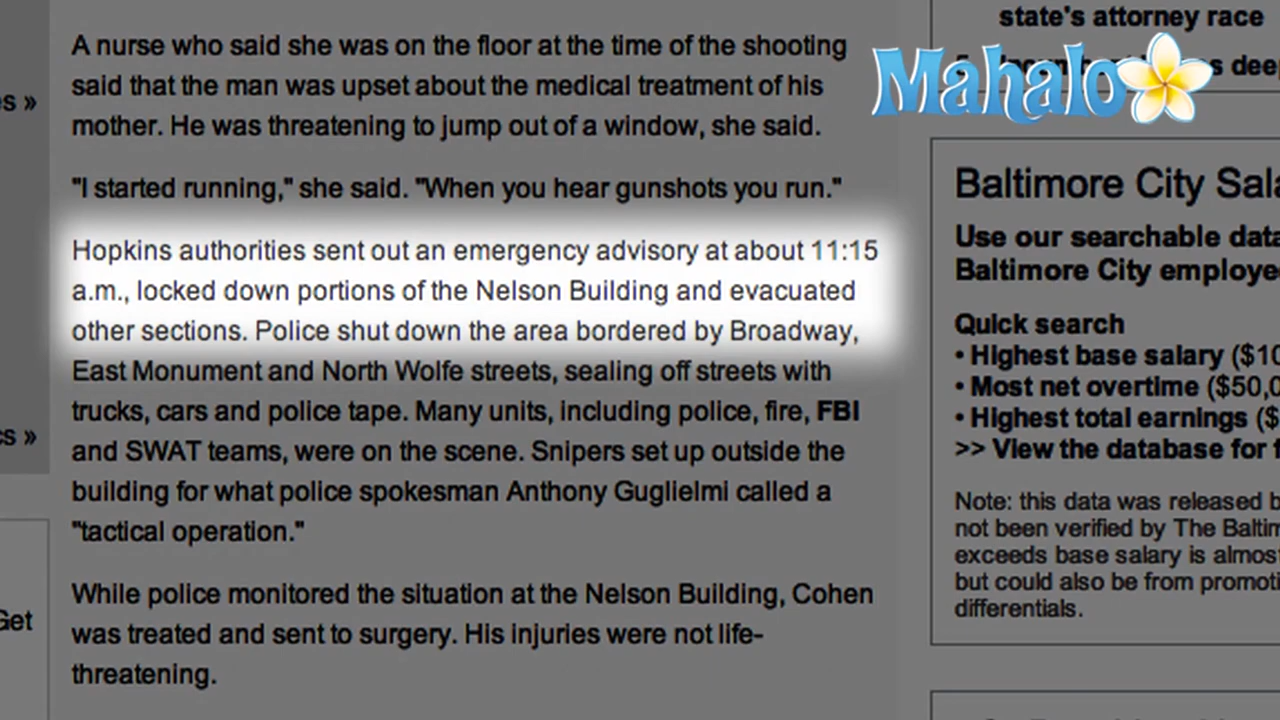 state's attorney race
Mahalo
A nurse who said she was on the floor at the time of the shooting
said that the man was upset about the medical treatment of his
mother. He was threatening to jump out of a window, she said.
"I started running," she said. "When you hear gunshots you run."
Hopkins authorities sent out an emergency advisory at about 11:15
a.m., locked down portions of the Nelson Building and evacuated
other sections. Police shut down the area bordered by Broadway,
East Monument and North Wolfe streets, sealing off streets with
trucks, cars and police tape. Many units, including police, fire, FBI
and SWAT teams, were on the scene. Snipers set up outside the
building for what police spokesman Anthony Guglielmi called a
"tactical operation."
While police monitored the situation at the Nelson Building, Cohen
was treated and sent to surgery. His injuries were not life-
threatening.
Baltimore City
Use our searchable
Baltimore City
Quick search
• Highest base salary
• Most net overtime
• Highest total earnings
>> View the database for
Note: this data was released
not been verified by The
exceeds base salary is
but could also be from
differentials.
Get